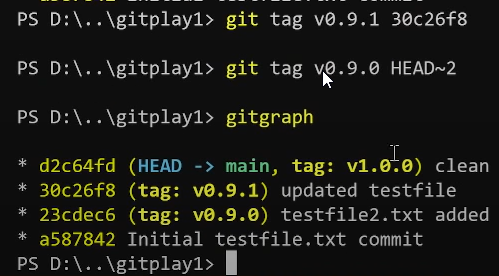 PS D:\..\gitplay1> git tag v0.9.1 30c26f8
PS D:\..\gitplay1> git tag v0.9.0 HEAD~2
PS D:\..\gitplay1> gitgraph
* d2c64fd (HEAD -> main, tag: v1.0.0) clean
* 30c26f8 (tag: v0.9.1) updated testfile
* 23cdec6 (tag: v0.9.0) testfile2.txt added
* a587842 Initial testfile.txt commit
PS D:\..\gitplay1>